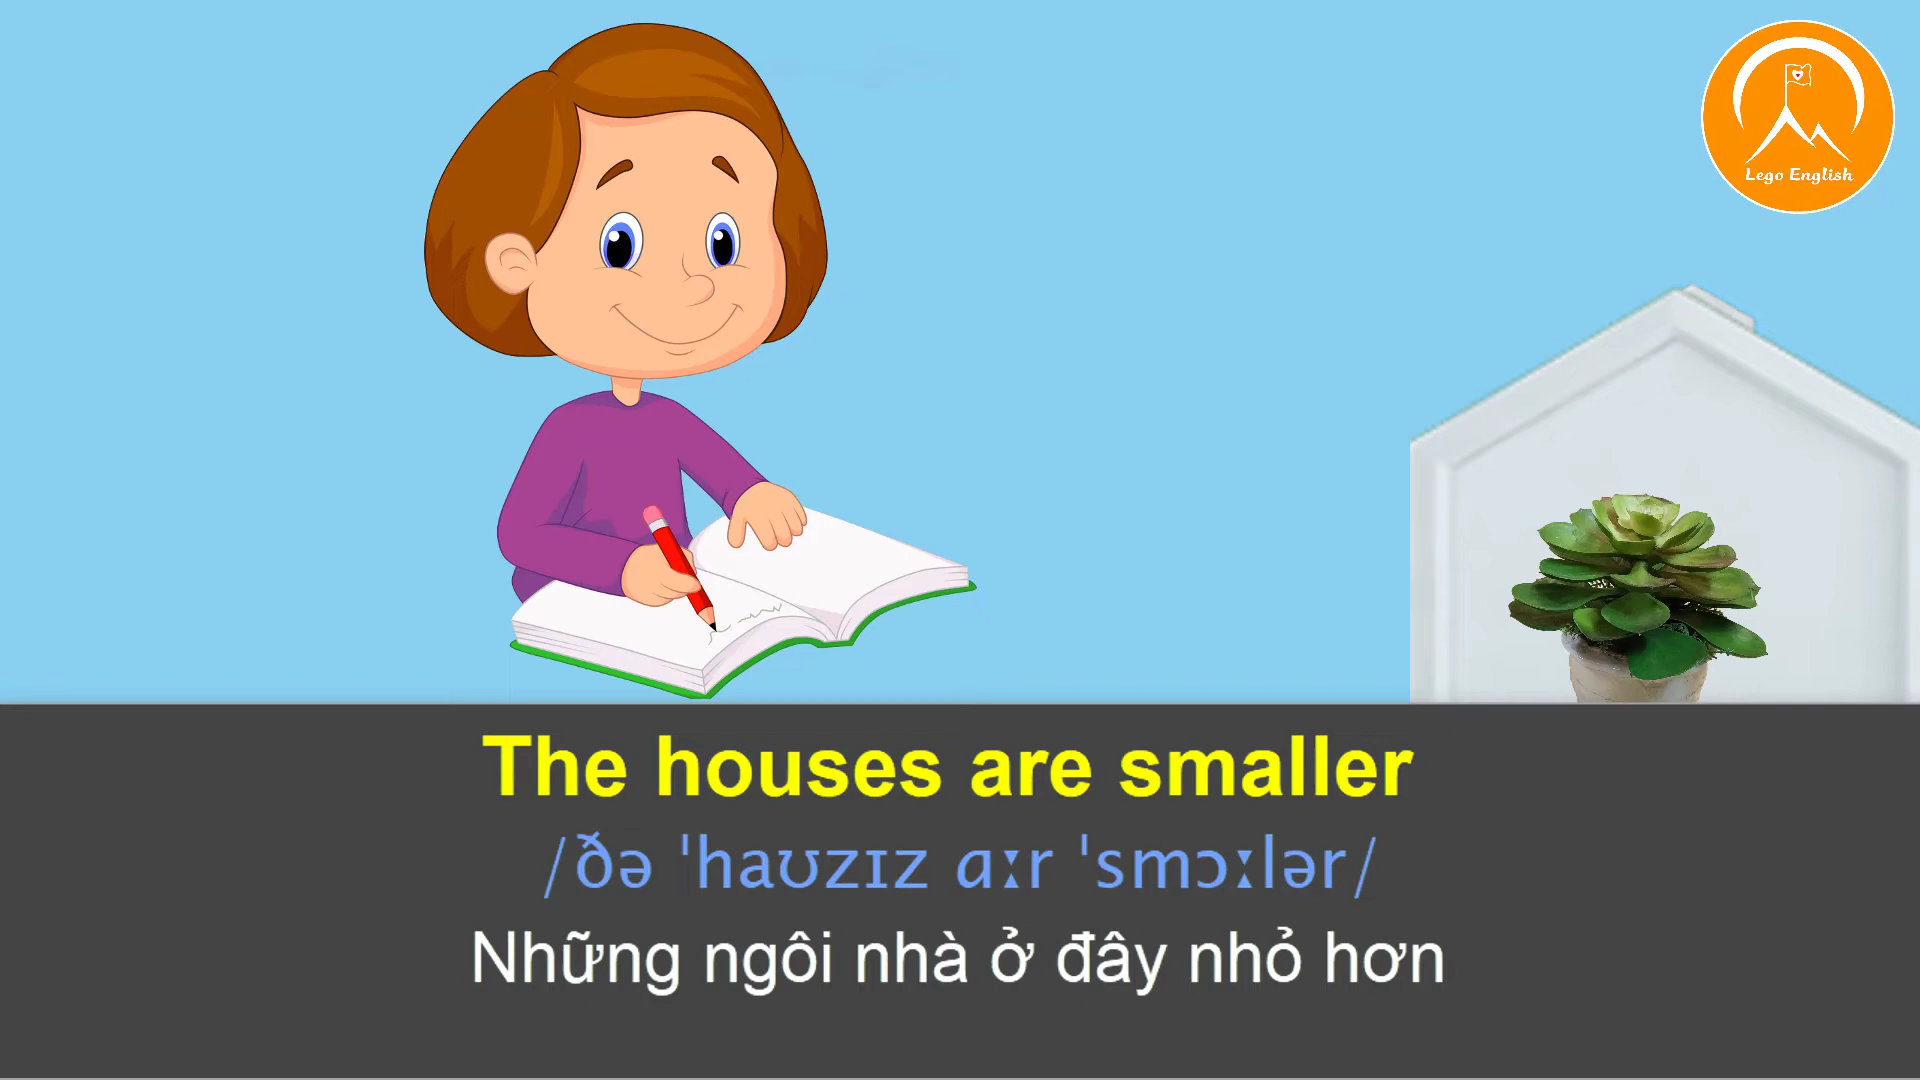 Lego English
The houses are smaller
/ðə ˈhaʊzɪz ɑːr ˈsmɔːlər/
Những ngôi nhà ở đây nhỏ hơn